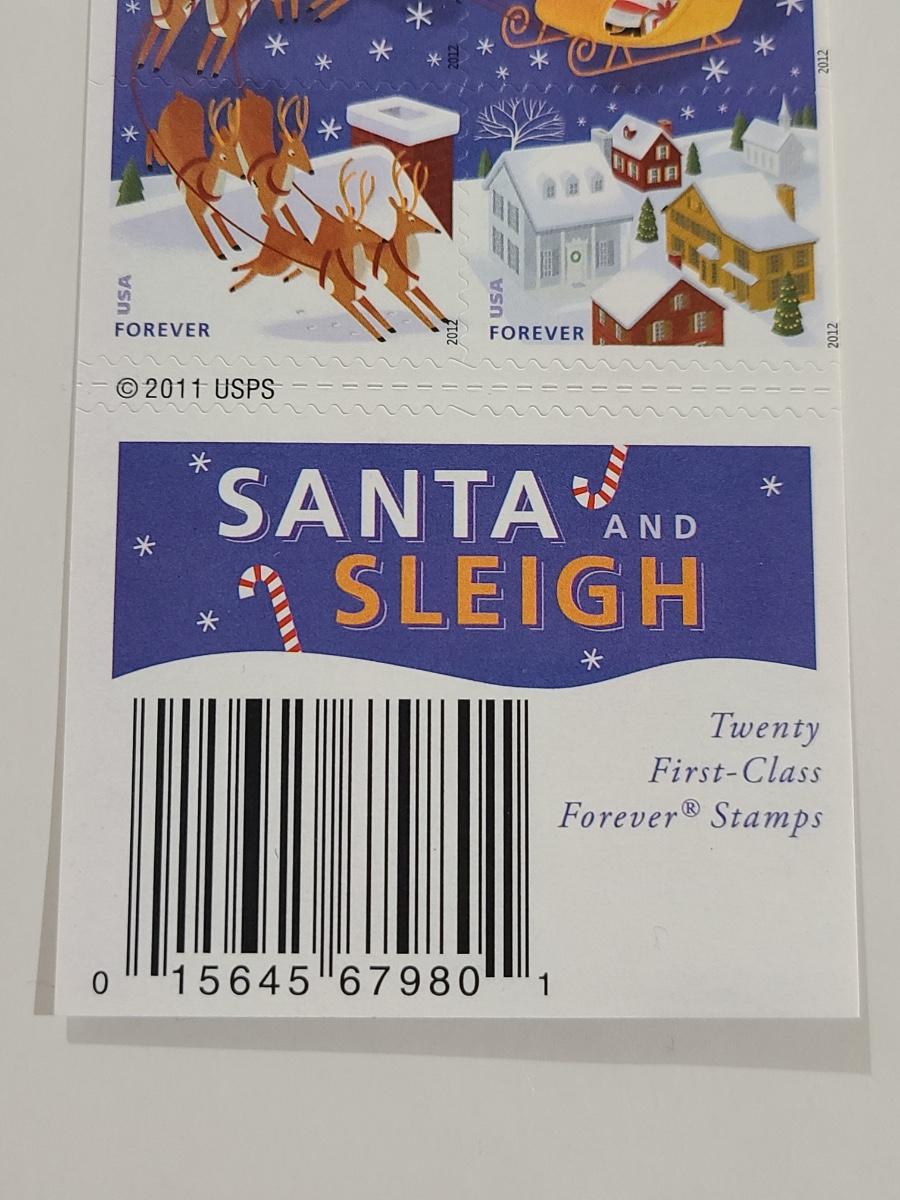 2012
2012
USA
FOREVER
2012
USA
FOREVER
2012
© 2011 USPS
SANTA AND
SLEIGH
Twenty
First-Class
Forever® Stamps
0 15645 67980 1